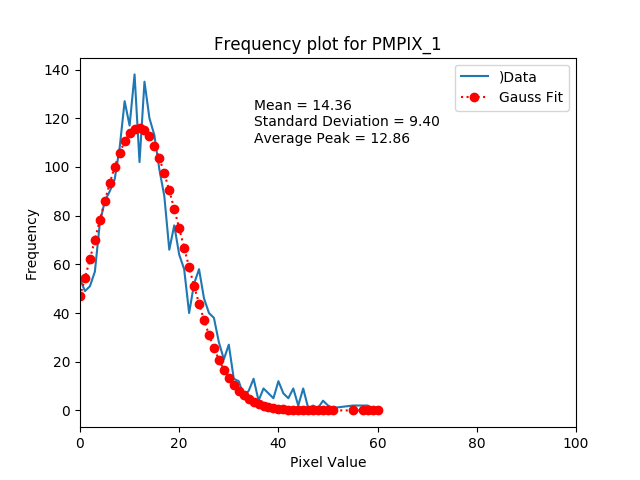 Frequency plot for PMPIX_1
)Data
Gauss Fit
Mean = 14.36
Standard Deviation = 9.40
Average Peak = 12.86
Frequency
140
120
100
80
60
40
20
0
0 20 40 60 80 100
Pixel Value